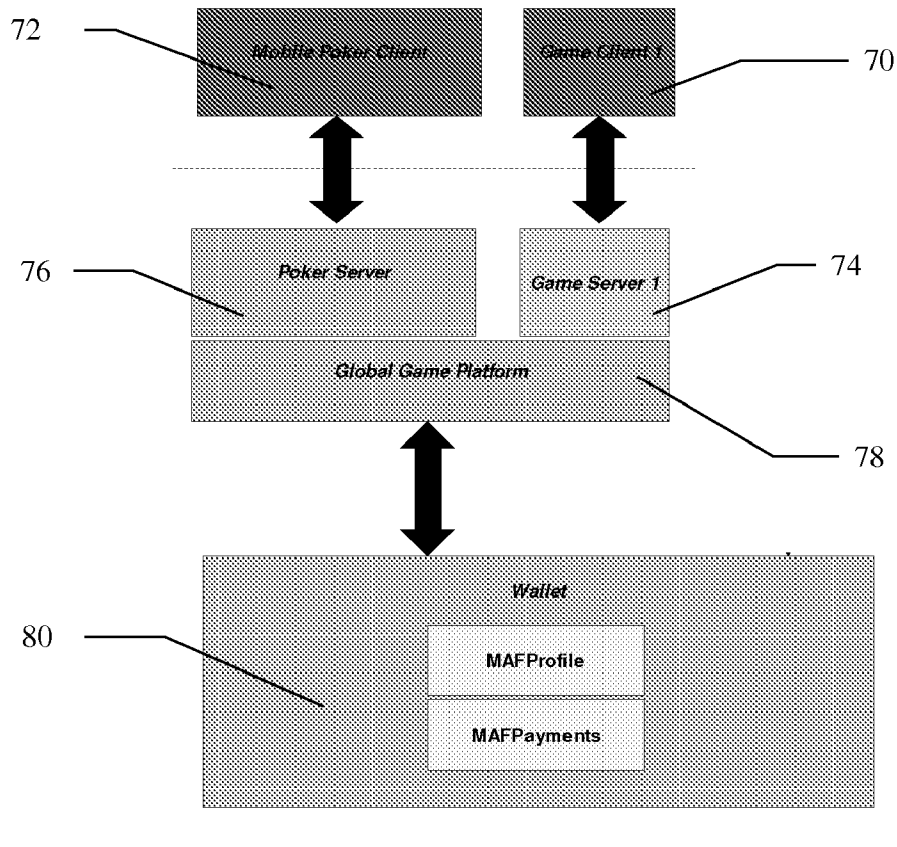 72
Mobile Poker Client
Game Client 1
70
76
Poker Server
Game Server 1
74
Global Game Platform
78
Wallet
80
MAFProfile
MAFPayments